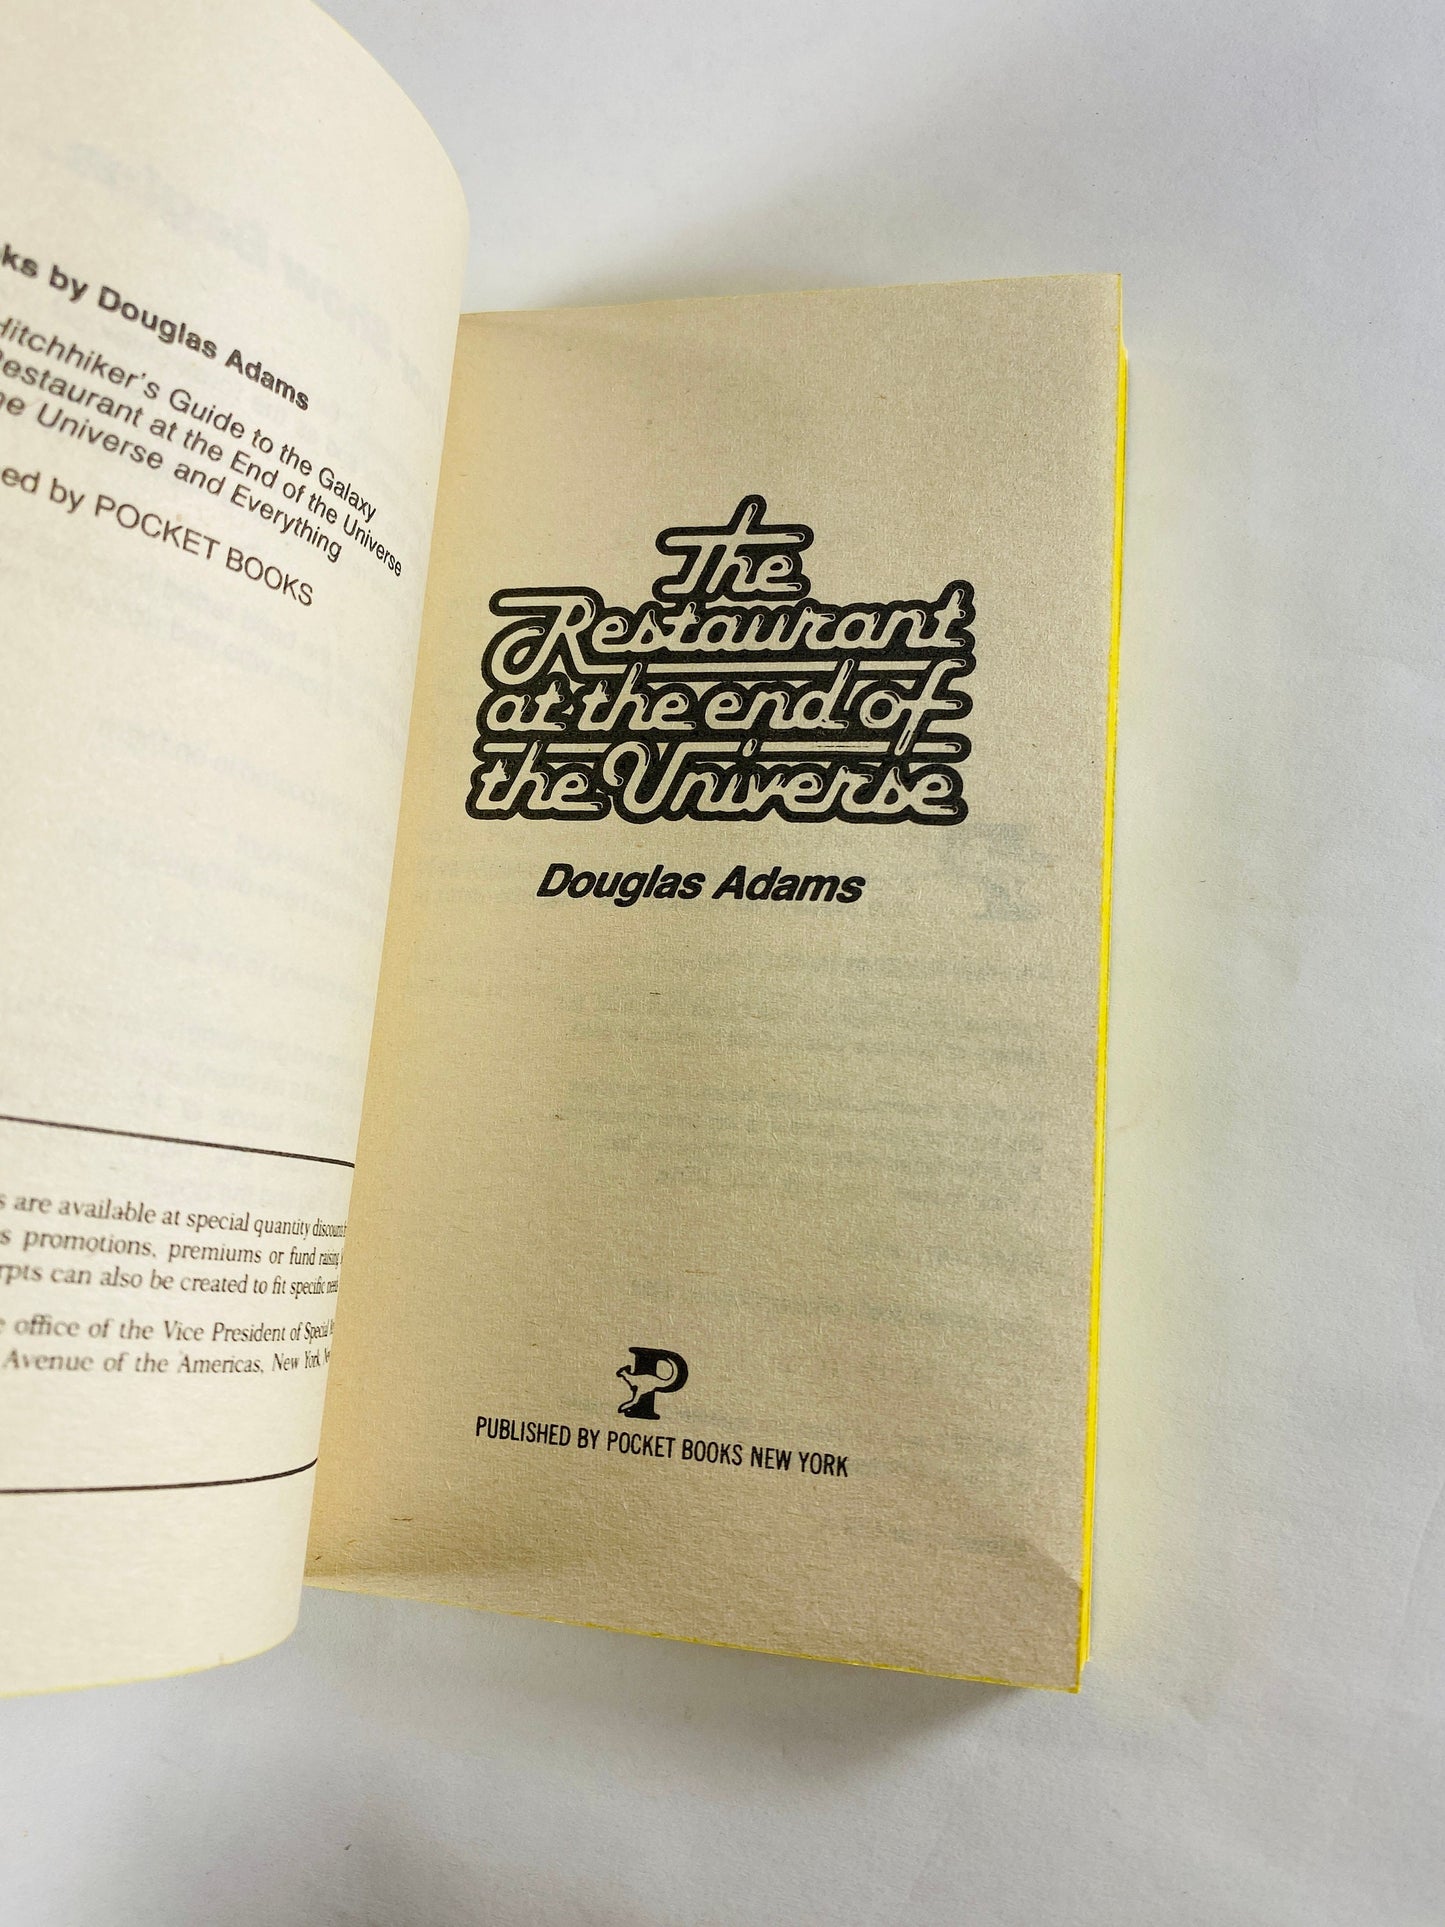 ks by Douglas Adams
Hitchhiker's Guide to the Galaxy
Restaurant at the End of the Universe
he Universe and Everything
ed by POCKET BOOKS
s are available at special quantity discount
s promotions, premiums or fund raising
rpts can also be created to fit specific
e office of the Vice President of Special
Avenue of the Americas, New York
The
Restaurant
at the end of
the Universe
Douglas Adams
P
PUBLISHED BY POCKET BOOKS NEW YORK